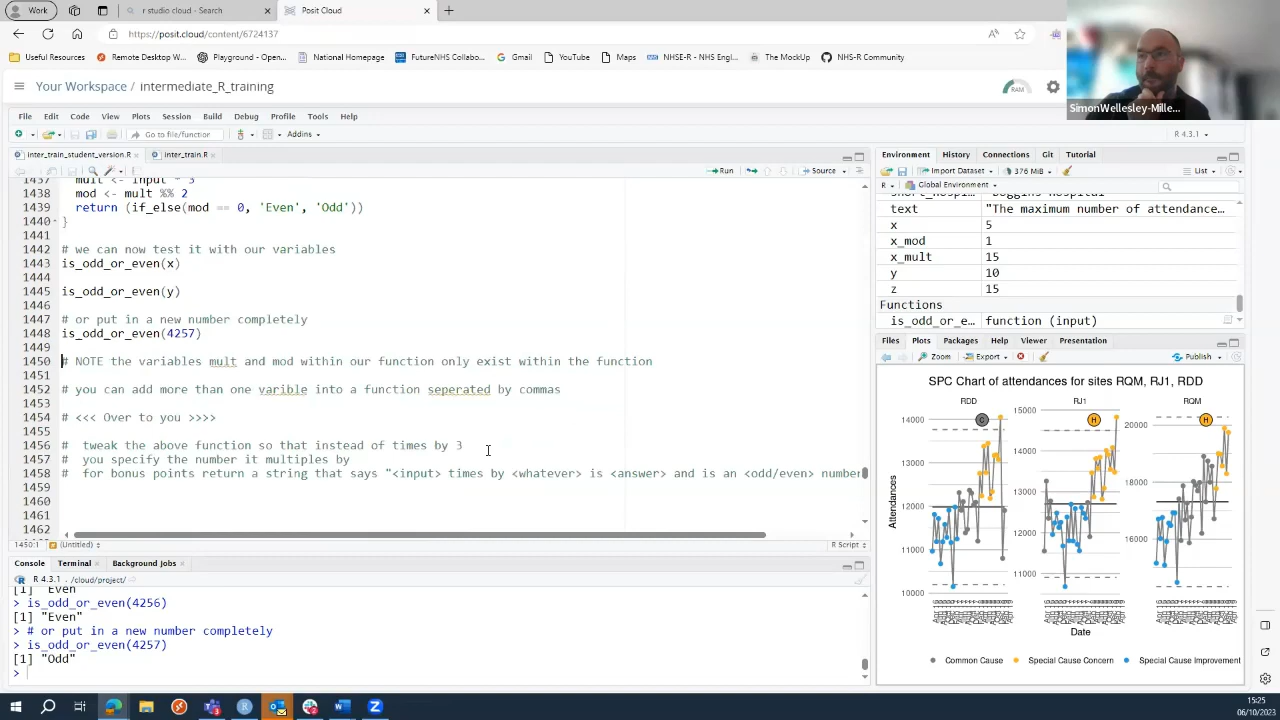 Work
r studio cloud - Search
Posit Cloud
https://posit.cloud/content/6724137
Useful Resources
Remote Desktop W...
Playground - Open...
National Homepage
FutureNHS Collabo...
Gmail
YouTube
Maps
NHSE-R - NHS Engl...
The MockUp
NHS-R Community
SimonWellesley-Mille...
Your Workspace / intermediate_R_training
RAM
File Edit Code View Plots Session Build Debug Profile Tools Help
Go to file/function
Addins
R 4.3.1
inter_train_student_version.R
inter_train.R
Run
Source
1438 mod <- mult %% 2
1439 return (if_else(mod == 0, 'Even', 'Odd'))
1440 }
1441
1442 # we can now test it with our variables
1443 is_odd_or_even(x)
1444
1445 is_odd_or_even(y)
1446
1447 # or put in a new number completely
1448 is_odd_or_even(4257)
1449
1450 # NOTE the variables mult and mod within our function only exist within the function
1451
1452 # you can add more than one varible into a function seperated by commas
1453
1454 # <<< Over to you >>>>
1455
1456 # tweak the above function so that instead of times by 3
1457 # you specify the number it multiples by
1458 # for bonus points return a string that says "<input> times by <whatever> is <answer> and is an <odd/even> number
1459
1460
1461
1462
1450:1 (Untitled)
R Script
Console Terminal Background Jobs
R 4.3.1 . /cloud/project/
[1] "Even"
> is_odd_or_even(4256)
[1] "Even"
> # or put in a new number completely
> is_odd_or_even(4257)
[1] "Odd"
>
Environment History Connections Git Tutorial
Import Dataset
376 MiB
List
R
Global Environment
text "The maximum number of attendance...
x 5
x_mod 1
x_mult 15
y 10
z 15
Functions
is_odd_or_e... function (input)
Files Plots Packages Help Viewer Presentation
Zoom Export Publish
SPC Chart of attendances for sites RQM, RJ1, RDD
RDD RJ1 RQM
C H H
14000
13000
12000
11000
10000
15000
14000
13000
12000
11000
20000
18000
16000
Attendances
Date
Common Cause Special Cause Concern Special Cause Improvement
15:25
06/10/2023